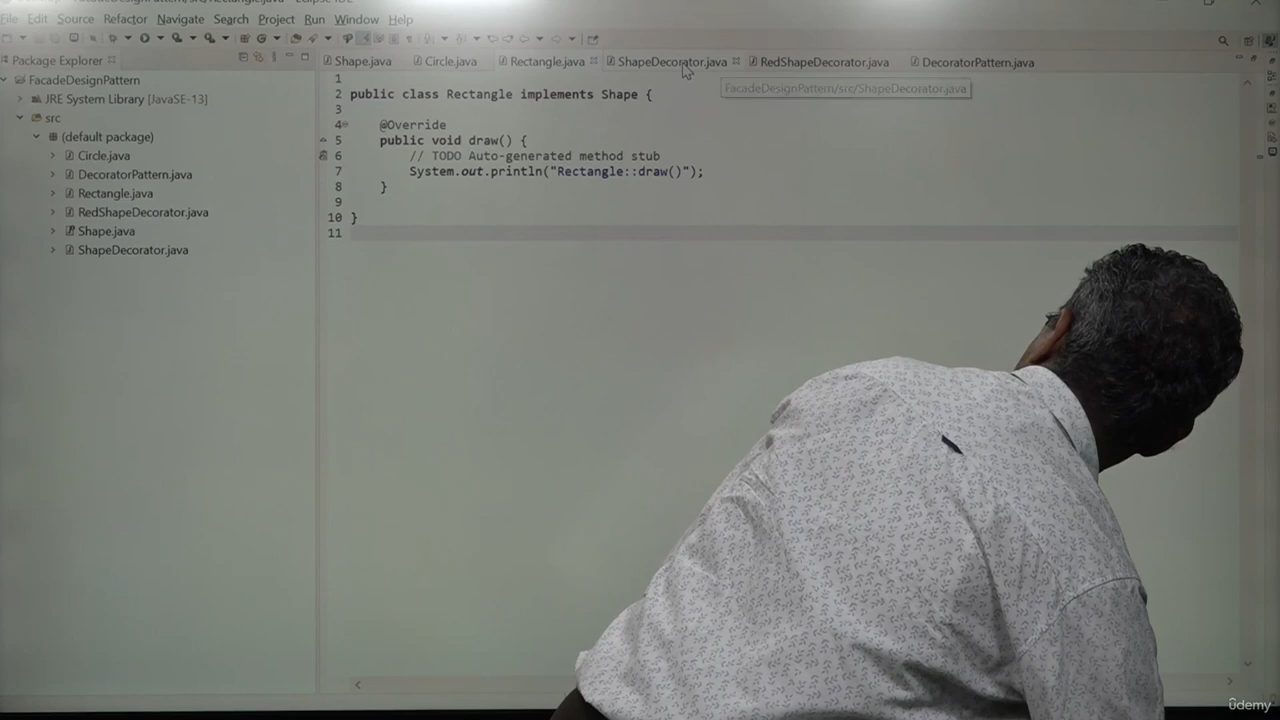 File Edit Source Refactor Navigate Search Project Run Window Help
Package Explorer
Shape.java
Circle.java
Rectangle.java
ShapeDecorator.java
RedShapeDecorator.java
DecoratorPattern.java
FacadeDesignPattern/src/ShapeDecorator.java
FacadeDesignPattern
JRE System Library [JavaSE-13]
src
(default package)
Circle.java
DecoratorPattern.java
Rectangle.java
RedShapeDecorator.java
Shape.java
ShapeDecorator.java
1
2 public class Rectangle implements Shape {
3
4 @Override
5 public void draw() {
6 // TODO Auto-generated method stub
7 System.out.println("Rectangle::draw()");
8 }
9
10 }
11
ûdemy